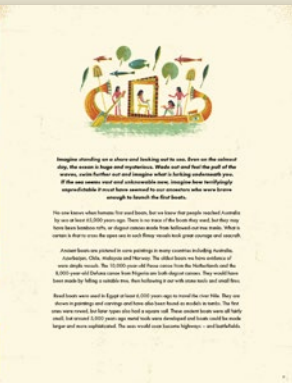 Imagine standing on a shore and looking out to sea. Even on the calmest
day, the ocean is huge and mysterious. Wade out and feel the pull of the
waves, swim further out and imagine what is lurking underneath you.
If the sea seems vast and unknowable now, imagine how terrifyingly
unpredictable it must have seemed to our ancestors who were brave
enough to launch the first boats.
No one knows when humans first used boats, but we know that people reached Australia
by sea at least 65,000 years ago. There is no trace of the boats they used, but they may
have been bamboo rafts, or dugout canoes made from hollowed-out tree trunks. What is
certain is that to cross the open sea in such flimsy vessels took great courage and seacraft.
Ancient boats are pictured in cave paintings in many countries including Australia,
Azerbaijan, Chile, Malaysia and Norway. The oldest boats we have evidence of
were simple vessels. The 10,000-year-old Pesse canoe from the Netherlands and the
8,000-year-old Dufuna canoe from Nigeria are both dugout canoes. They would have
been made by felling a suitable tree, then hollowing it out with stone tools and small fires.
Reed boats were used in Egypt at least 6,000 years ago to travel the river Nile. They are
shown in paintings and carvings and have also been found as models in tombs. The first
ones were rowed, but later types also had a square sail. These ancient boats were all fairly
small, but around 5,000 years ago metal tools were developed and boats could be made
larger and more sophisticated. The seas would soon become highways – and battlefields.